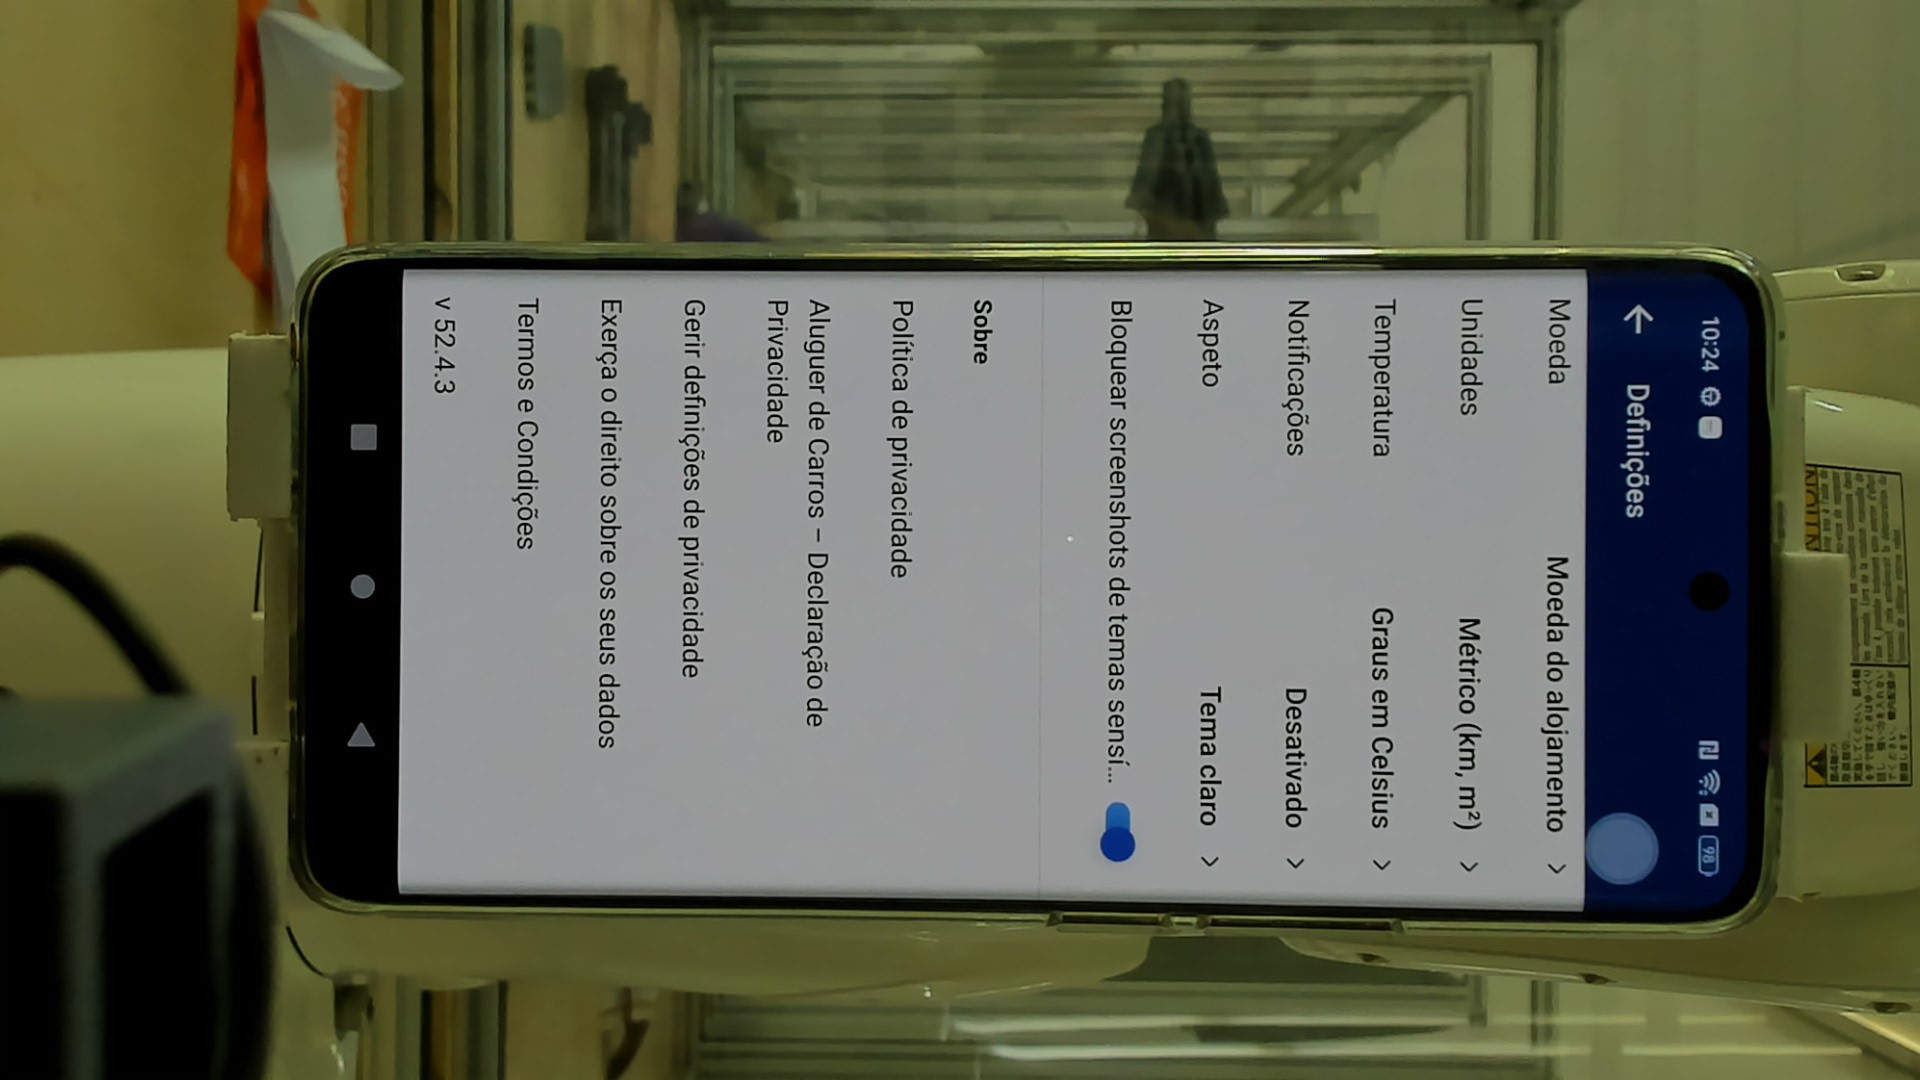 10:24
98
Definições
Moeda Moeda do alojamento
Unidades Métrico (km, m²)
Temperatura Graus em Celsius
Notificações Desativado
Aspeto Tema claro
Bloquear screenshots de temas sensí...
Sobre
Política de privacidade
Aluguer de Carros – Declaração de
Privacidade
Gerir definições de privacidade
Exerça o direito sobre os seus dados
Termos e Condições
v 52.4.3